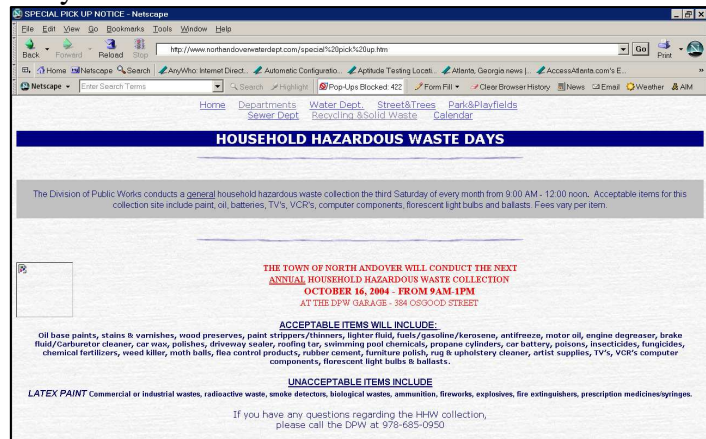 SPECIAL PICK UP NOTICE - Netscape
File Edit View Go Bookmarks Tools Window Help
Back Forward Reload Stop http://www.northandoverwaterdept.com/special%20pick%20up.htm Go Print
Home Netscape Search AnyWho: Internet Direct... Automatic Configuratio... Aptitude Testing Locati... Atlanta, Georgia news |... AccessAtlanta.com's E...
Netscape Enter Search Terms Search Highlight Pop-Ups Blocked: 422 Form Fill Clear Browser History News Email Weather AIM
Home Departments Water Dept. Street&Trees Park&Playfields
Sewer Dept Recycling &Solid Waste Calendar
HOUSEHOLD HAZARDOUS WASTE DAYS
The Division of Public Works conducts a general household hazardous waste collection the third Saturday of every month from 9:00 AM - 12:00 noon. Acceptable items for this
collection site include paint, oil, batteries, TV's, VCR's, computer components, florescent light bulbs and ballasts. Fees vary per item.
THE TOWN OF NORTH ANDOVER WILL CONDUCT THE NEXT
ANNUAL HOUSEHOLD HAZARDOUS WASTE COLLECTION
OCTOBER 16, 2004 - FROM 9AM-1PM
AT THE DPW GARAGE - 384 OSGOOD STREET
ACCEPTABLE ITEMS WILL INCLUDE:
Oil base paints, stains & varnishes, wood preserves, paint strippers/thinners, lighter fluid, fuels/gasoline/kerosene, antifreeze, motor oil, engine degreaser, brake
fluid/Carburetor cleaner, car wax, polishes, driveway sealer, roofing tar, swimming pool chemicals, propane cylinders, car battery, poisons, insecticides, fungicides,
chemical fertilizers, weed killer, moth balls, flea control products, rubber cement, furniture polish, rug & upholstery cleaner, artist supplies, TV's, VCR's computer
components, florescent light bulbs & ballasts.
UNACCEPTABLE ITEMS INCLUDE
LATEX PAINT Commercial or industrial wastes, radioactive waste, smoke detectors, biological wastes, ammunition, fireworks, explosives, fire extinguishers, prescription medicines/syringes.
If you have any questions regarding the HHW collection,
please call the DPW at 978-685-0950